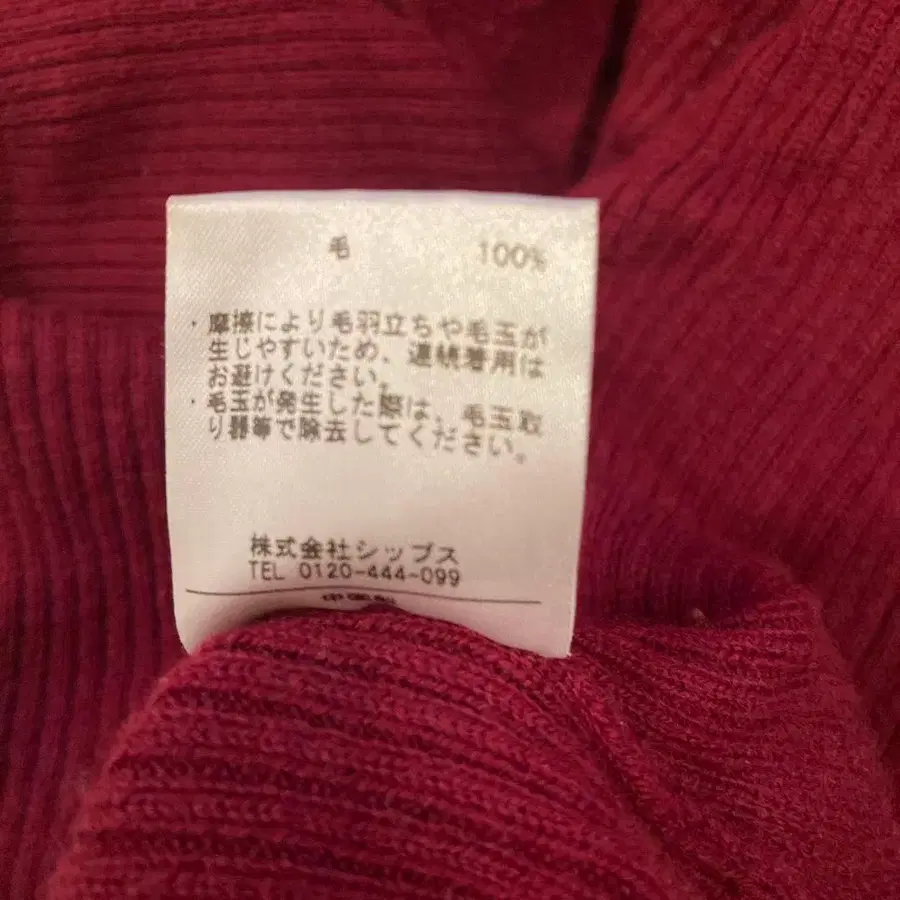 毛 100%
・摩擦により毛羽立ちや毛玉が
生じやすいため、連続着用は
お避けください。
・毛玉が発生した際は、毛玉取
り器等で除去してください。
株式会社シップス
TEL 0120-444-099
中国製